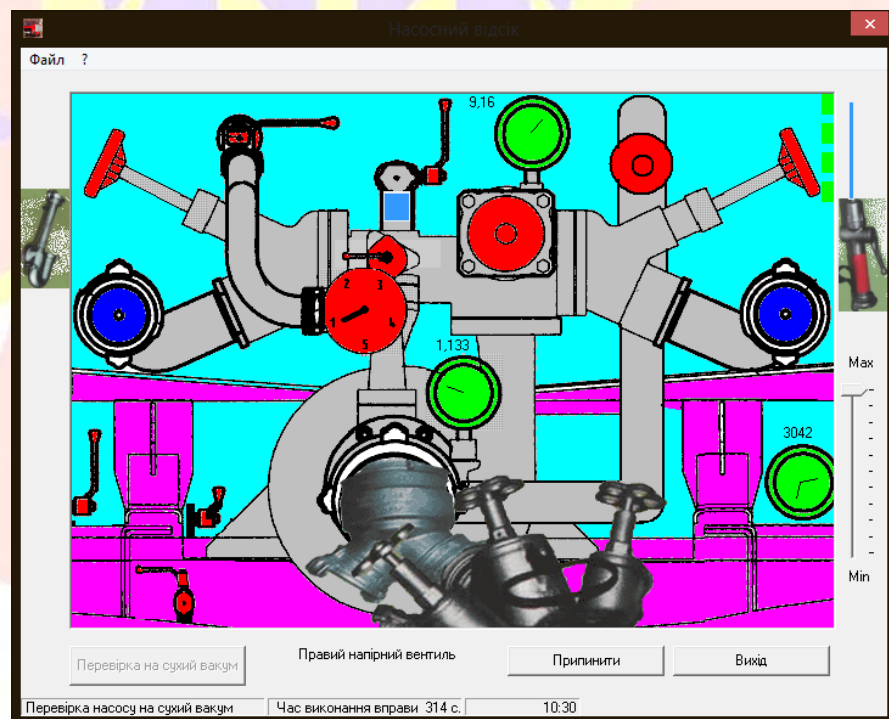 Насосний відсік
Файл ?
9,16
2 3
1 4
5
1,133
Max
3042
Min
Перевірка на сухий вакум
Правий напірний вентиль
Припинити
Вихід
Перевірка насосу на сухий вакум
Час виконання вправи 314 с.
10:30